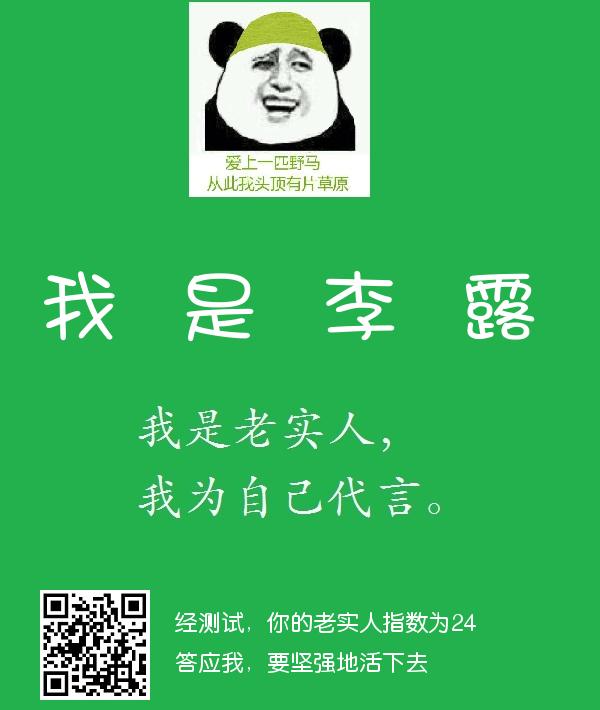 爱上一匹野马
从此我头顶有片草原
我是李露
我是老实人，
我为自己代言。
经测试，你的老实人指数为24
答应我，要坚强地活下去